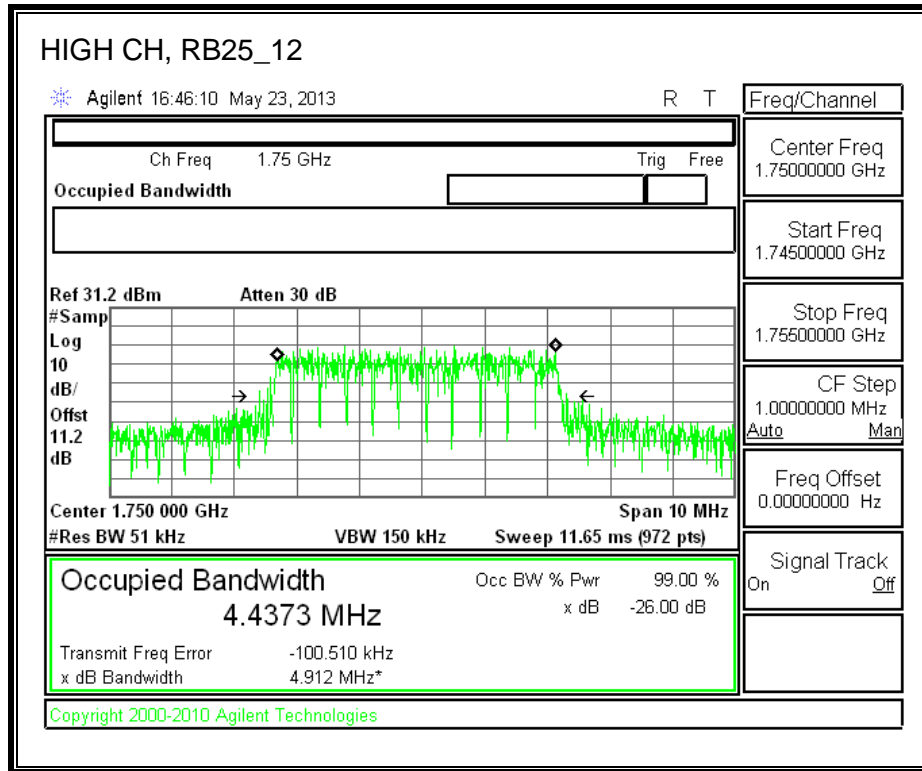 HIGH CH, RB25_12
Agilent 16:46:10 May 23, 2013 R T
Freq/Channel
Ch Freq 1.75 GHz Trig Free
Occupied Bandwidth
Center Freq
1.75000000 GHz
Start Freq
1.74500000 GHz
Stop Freq
1.75500000 GHz
CF Step
1.00000000 MHz
Auto Man
Freq Offset
0.00000000 Hz
Signal Track
On Off
Ref 31.2 dBm Atten 30 dB
#Samp
Log
10
dB/
Offst
11.2
dB
Center 1.750 000 GHz Span 10 MHz
#Res BW 51 kHz VBW 150 kHz Sweep 11.65 ms (972 pts)
Occupied Bandwidth Occ BW % Pwr 99.00 %
4.4373 MHz x dB -26.00 dB
Transmit Freq Error -100.510 kHz
x dB Bandwidth 4.912 MHz*
Copyright 2000-2010 Agilent Technologies